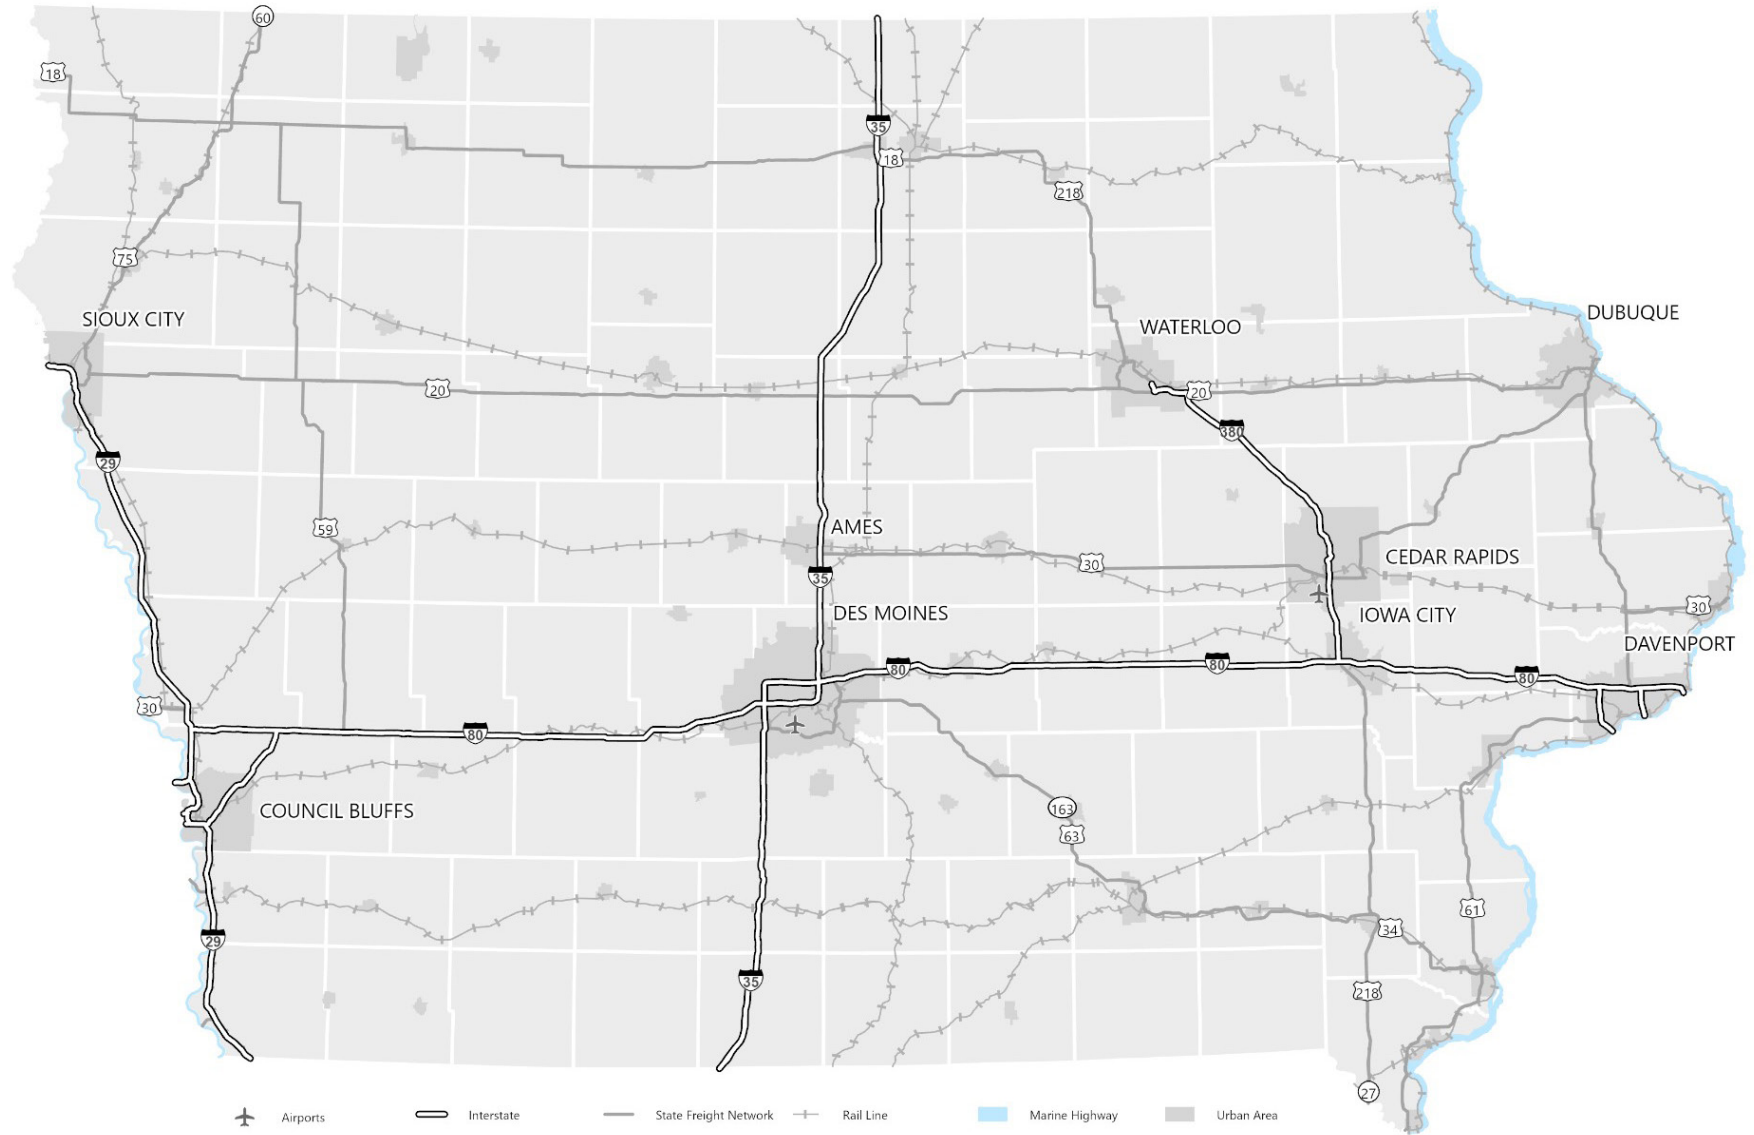 60
18
35
18
218
75
SIOUX CITY
DUBUQUE
WATERLOO
20
20
380
29
59
AMES
30
35
CEDAR RAPIDS
DES MOINES
30
IOWA CITY
DAVENPORT
80
80
80
30
80
COUNCIL BLUFFS
163
63
61
34
29
35
218
27
Airports
Interstate
State Freight Network
Rail Line
Marine Highway
Urban Area